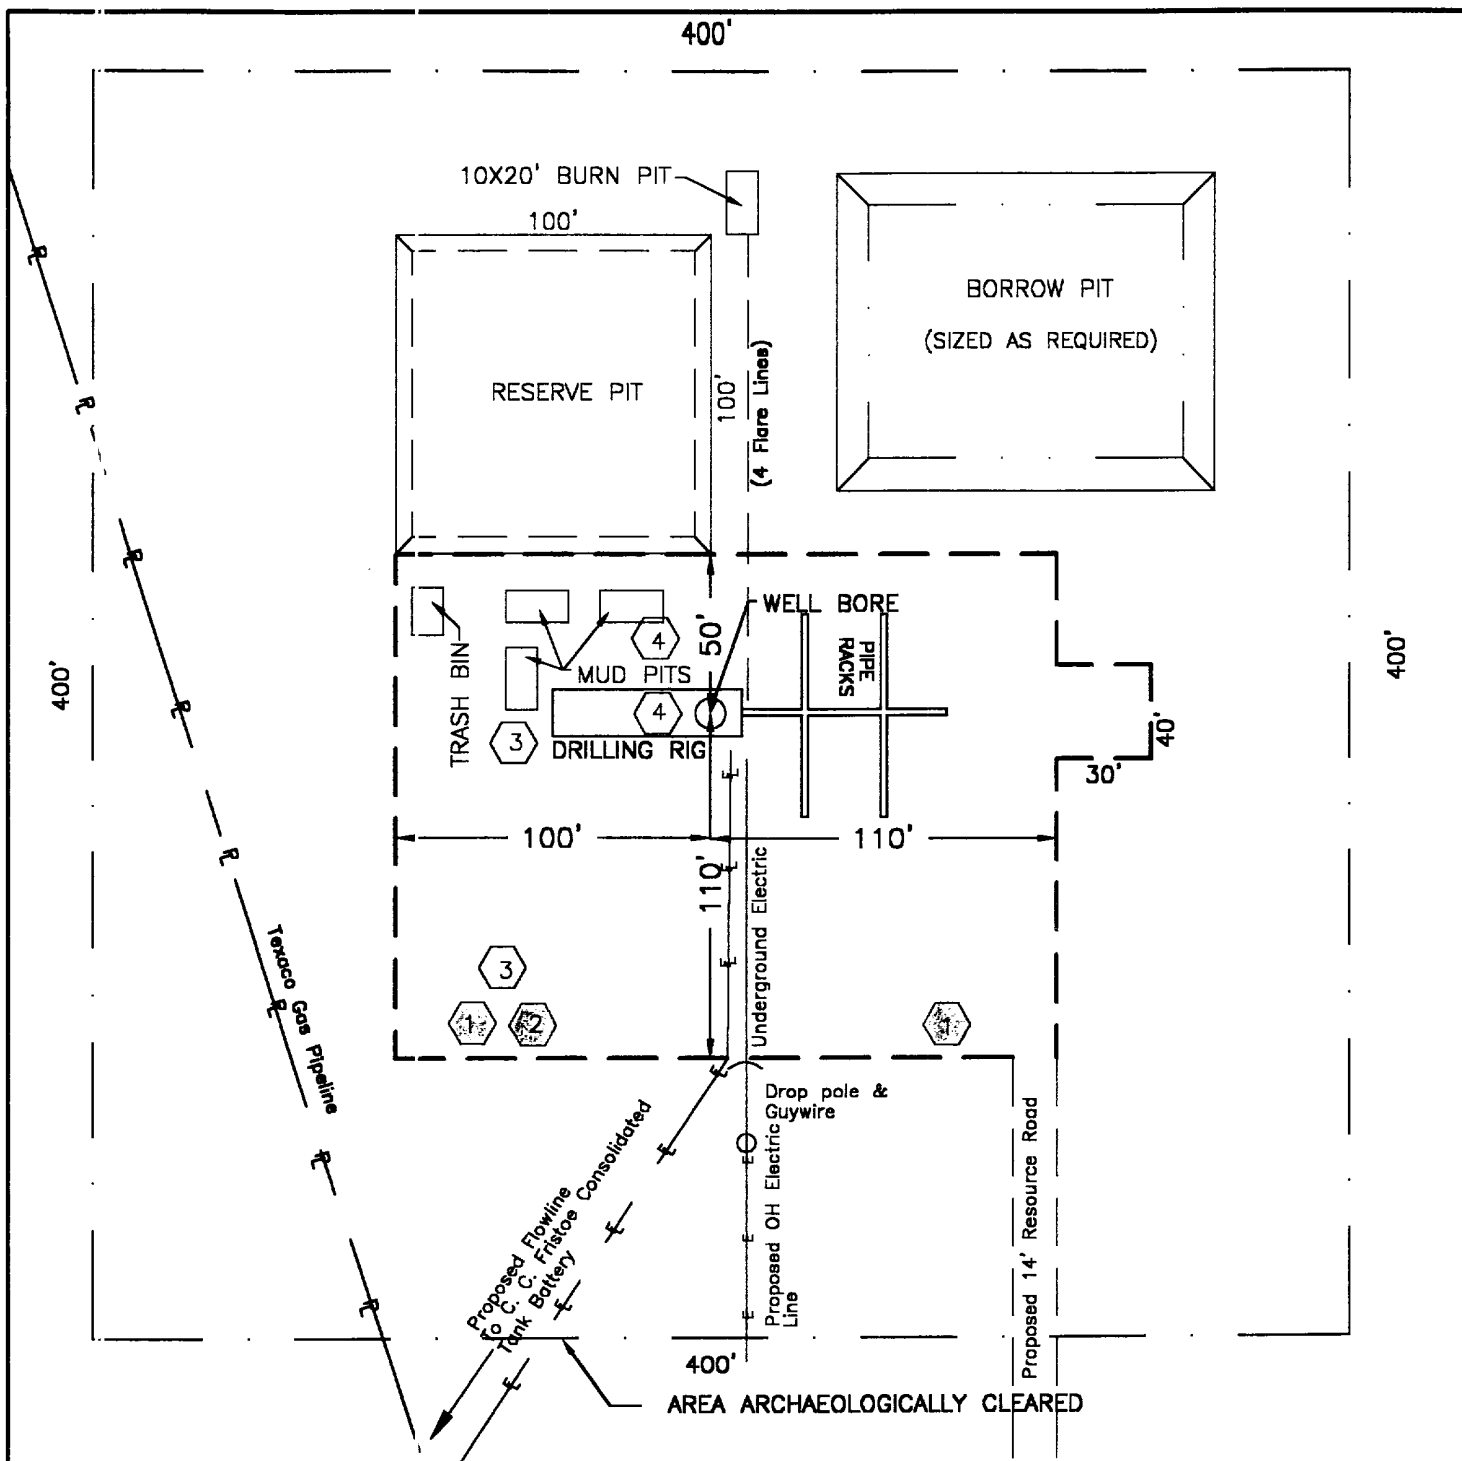 400'
10X20' BURN PIT
100'
BORROW PIT
(SIZED AS REQUIRED)
RESERVE PIT
100'
(4 Flare Lines)
WELL BORE
50'
PIPE
RACKS
TRASH BIN
MUD PITS
4
4
3
DRILLING RIG
400'
400'
40'
30'
100'
110'
110'
Underground Electric
Texaco Gas Pipeline
3
1
2
1
Drop pole &
Guywire
Proposed Flowline
To C. C. Fristoe Consolidated
Tank Battery
Proposed OH Electric
Line
Proposed 14' Resource Road
400'
AREA ARCHAEOLOGICALLY CLEARED